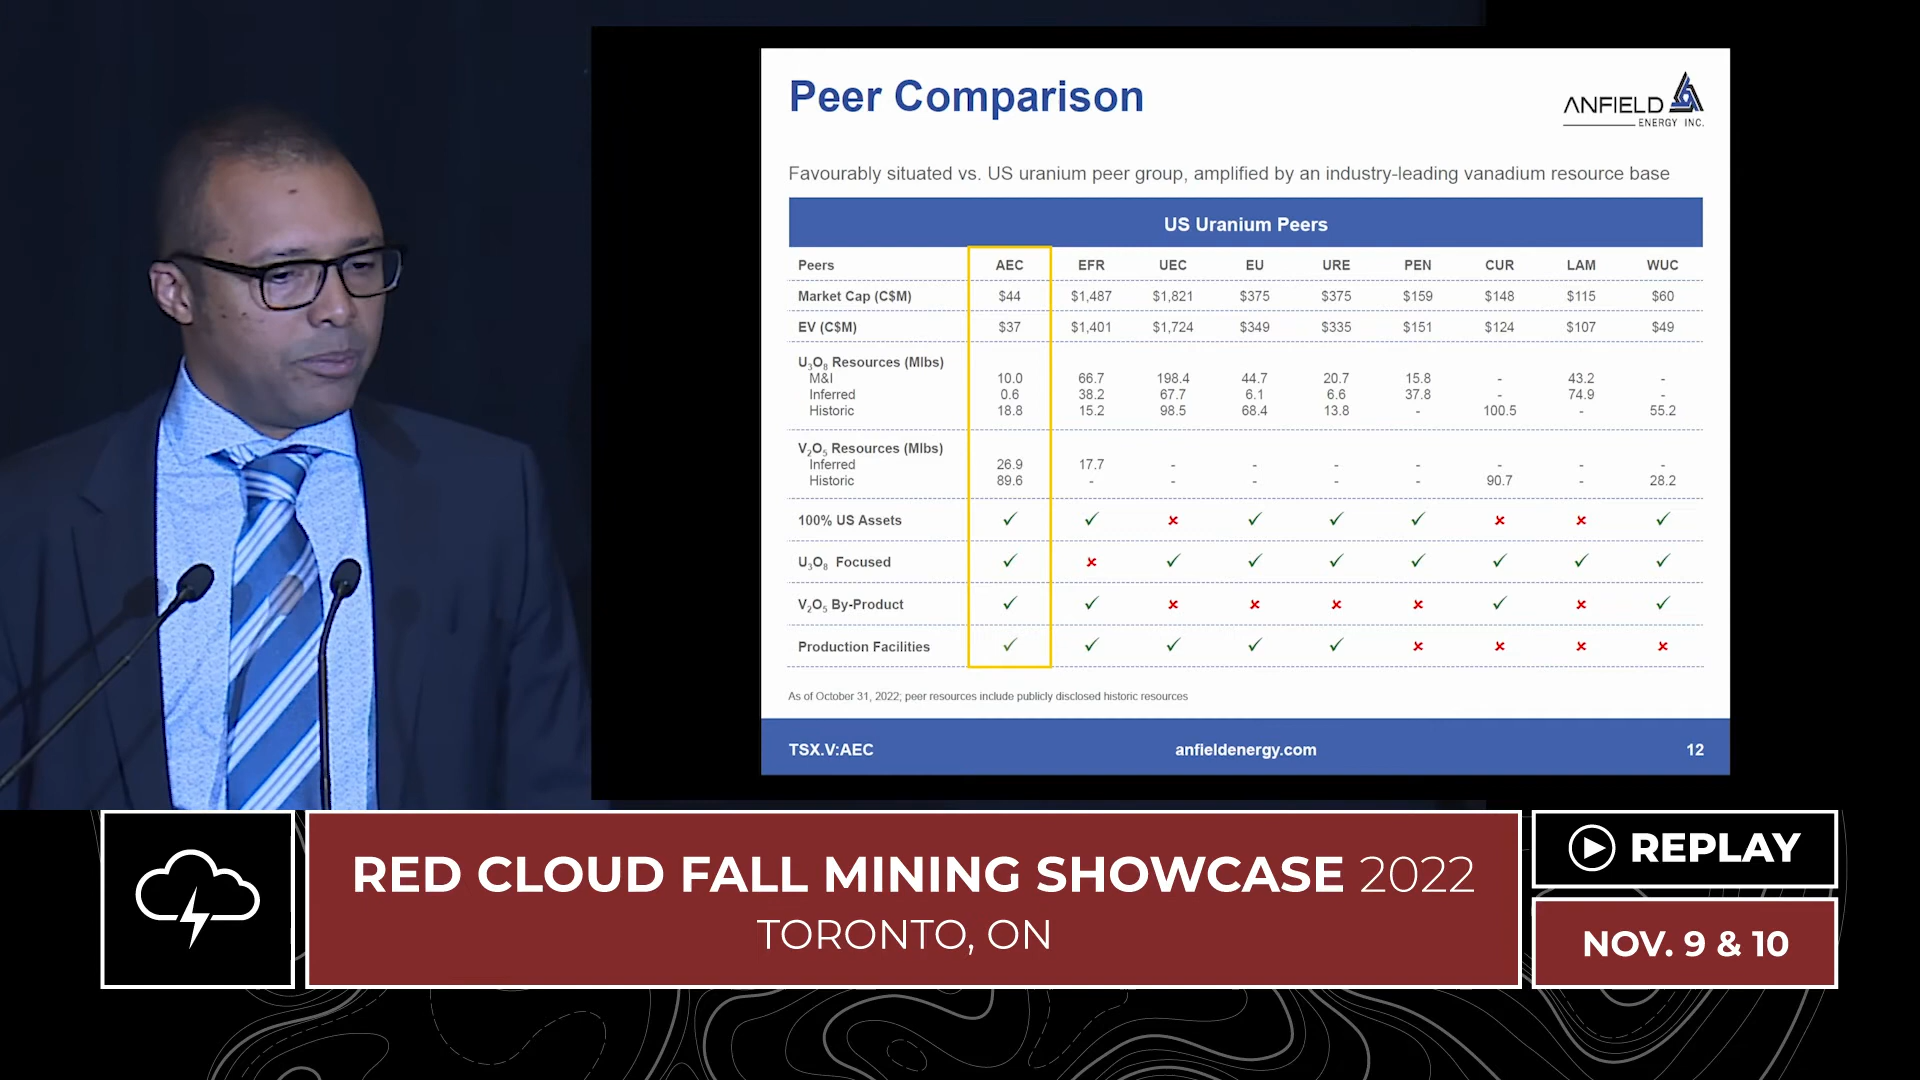 Peer Comparison
ANFIELD
ENERGY INC.
Favourably situated vs. US uranium peer group, amplified by an industry-leading vanadium resource base
US Uranium Peers
Peers AEC EFR UEC EU URE PEN CUR LAM WUC
Market Cap (C$M) $44 $1,487 $1,821 $375 $375 $159 $148 $115 $60
EV (C$M) $37 $1,401 $1,724 $349 $335 $151 $124 $107 $49
U₃O₈ Resources (Mlbs)
M&I 10.0 66.7 198.4 44.7 20.7 15.8 - 43.2 -
Inferred 0.6 38.2 67.7 6.1 6.6 37.8 - 74.9 -
Historic 18.8 15.2 98.5 68.4 13.8 - 100.5 - 55.2
V₂O₅ Resources (Mlbs)
Inferred 26.9 17.7 - - - - - - -
Historic 89.6 - - - - - 90.7 - 28.2
100% US Assets ✓ ✓ ✗ ✓ ✓ ✓ ✗ ✗ ✓
U₃O₈ Focused ✓ ✗ ✓ ✓ ✓ ✓ ✓ ✓ ✓
V₂O₅ By-Product ✓ ✓ ✗ ✗ ✗ ✗ ✓ ✗ ✓
Production Facilities ✓ ✓ ✓ ✓ ✓ ✗ ✗ ✗ ✗
As of October 31, 2022; peer resources include publicly disclosed historic resources
TSX.V:AEC anfieldenergy.com 12
RED CLOUD FALL MINING SHOWCASE 2022
TORONTO, ON
REPLAY
NOV. 9 & 10